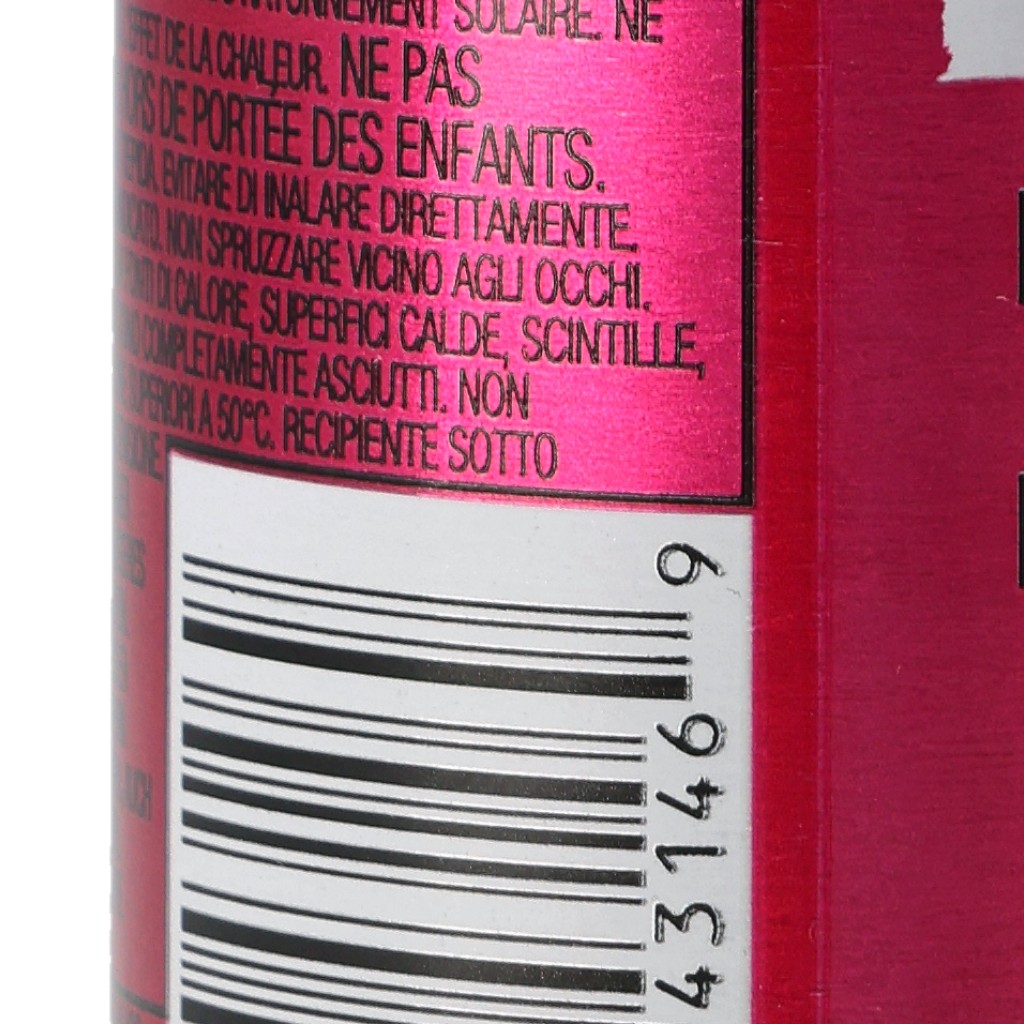 SOLAIRE. NE
EFFET DE LA CHALEUR. NE PAS
DE PORTÉE DES ENFANTS.
EVITARE DI INALARE DIRETTAMENTE.
NON SPRUZZARE VICINO AGLI OCCHI.
DI CALORE, SUPERFICI CALDE, SCINTILLE,
COMPLETAMENTE ASCIUTTI. NON
SUPERIORI A 50°C. RECIPIENTE SOTTO
43146 9